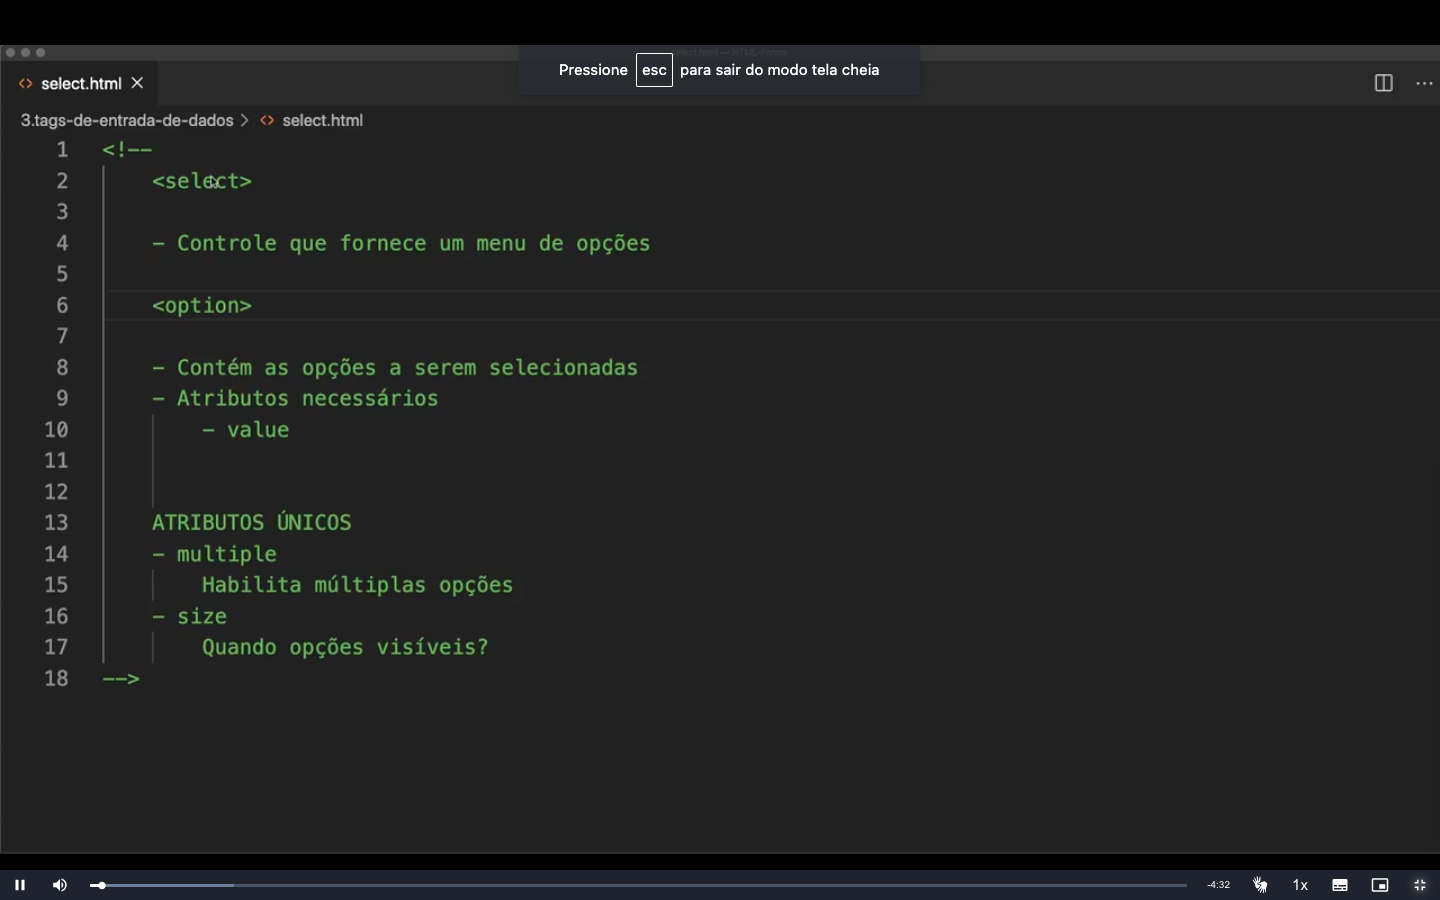 Pressione esc para sair do modo tela cheia
select.html
3.tags-de-entrada-de-dados > select.html
1 <!--
2 <select>
3
4 - Controle que fornece um menu de opções
5
6 <option>
7
8 - Contém as opções a serem selecionadas
9 - Atributos necessários
10 - value
11
12
13 ATRIBUTOS ÚNICOS
14 - multiple
15 Habilita múltiplas opções
16 - size
17 Quando opções visíveis?
18 -->
-4:32
1x